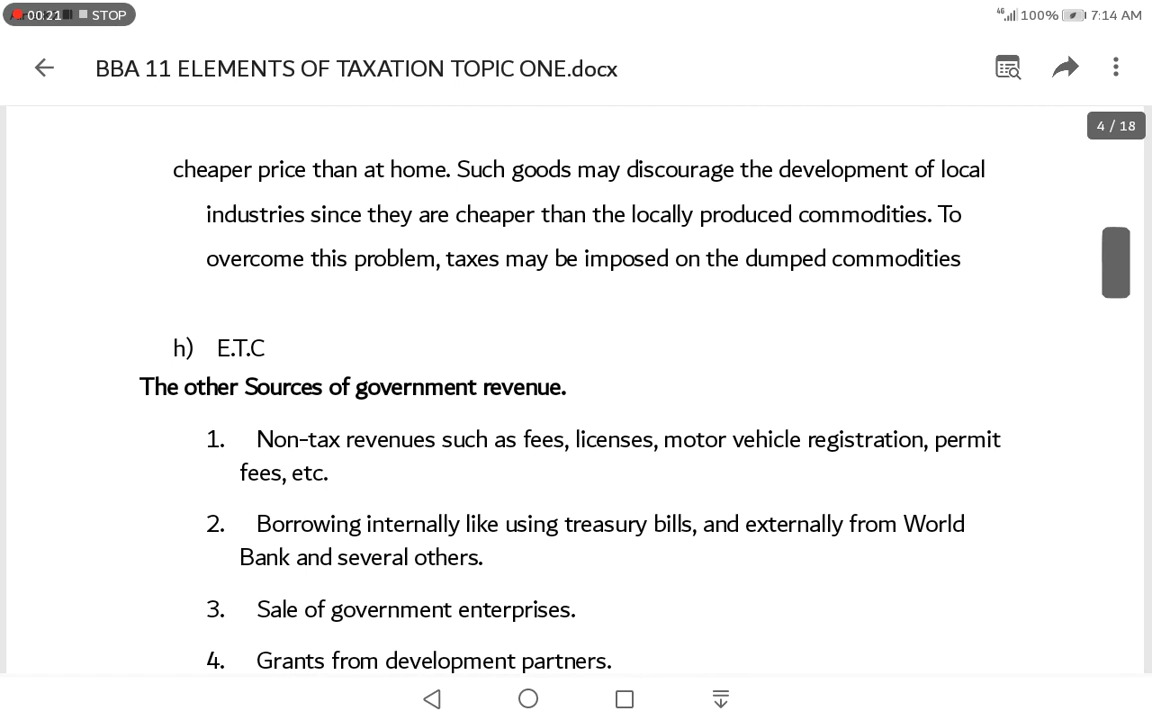 00:21 STOP
4G 100% 7:14 AM
BBA 11 ELEMENTS OF TAXATION TOPIC ONE.docx
4 / 18
cheaper price than at home. Such goods may discourage the development of local
industries since they are cheaper than the locally produced commodities. To
overcome this problem, taxes may be imposed on the dumped commodities
h) E.T.C
The other Sources of government revenue.
1. Non-tax revenues such as fees, licenses, motor vehicle registration, permit
fees, etc.
2. Borrowing internally like using treasury bills, and externally from World
Bank and several others.
3. Sale of government enterprises.
4. Grants from development partners.